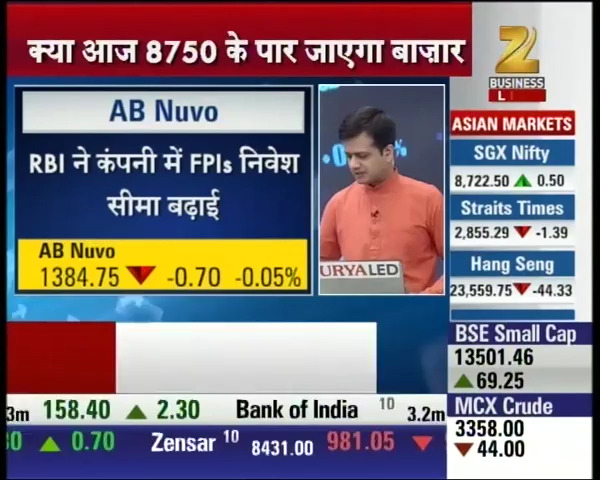 क्या आज 8750 के पार जाएगा बाज़ार
Z
BUSINESS
L
AB Nuvo
RBI ने कंपनी में FPIs निवेश
सीमा बढ़ाई
AB Nuvo
1384.75 ▼ -0.70 -0.05%
URYALED
ASIAN MARKETS
SGX Nifty
8,722.50 ▲ 0.50
Straits Times
2,855.29 ▼ -1.39
Hang Seng
23,559.75 ▼ -44.33
BSE Small Cap
13501.46
▲ 69.25
MCX Crude
3358.00
▼ 44.00
3m 158.40 ▲ 2.30 Bank of India 10 3.2m
30 ▲ 0.70 Zensar 10 8431.00 981.05 ▼